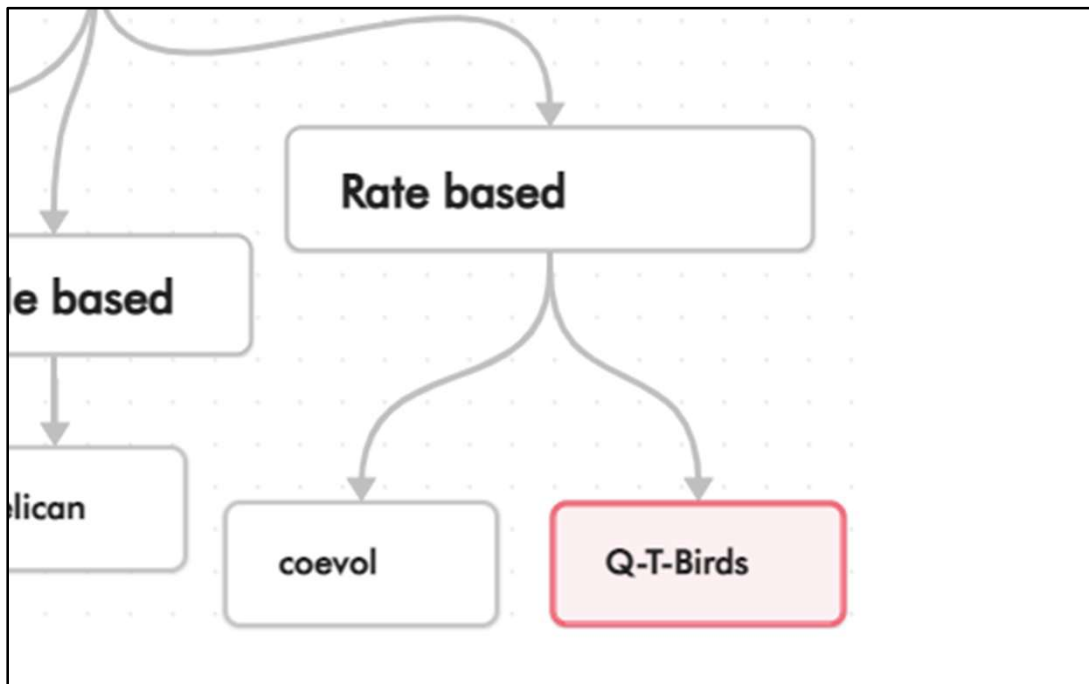 Rate based
le based
elican
coevol
Q-T-Birds